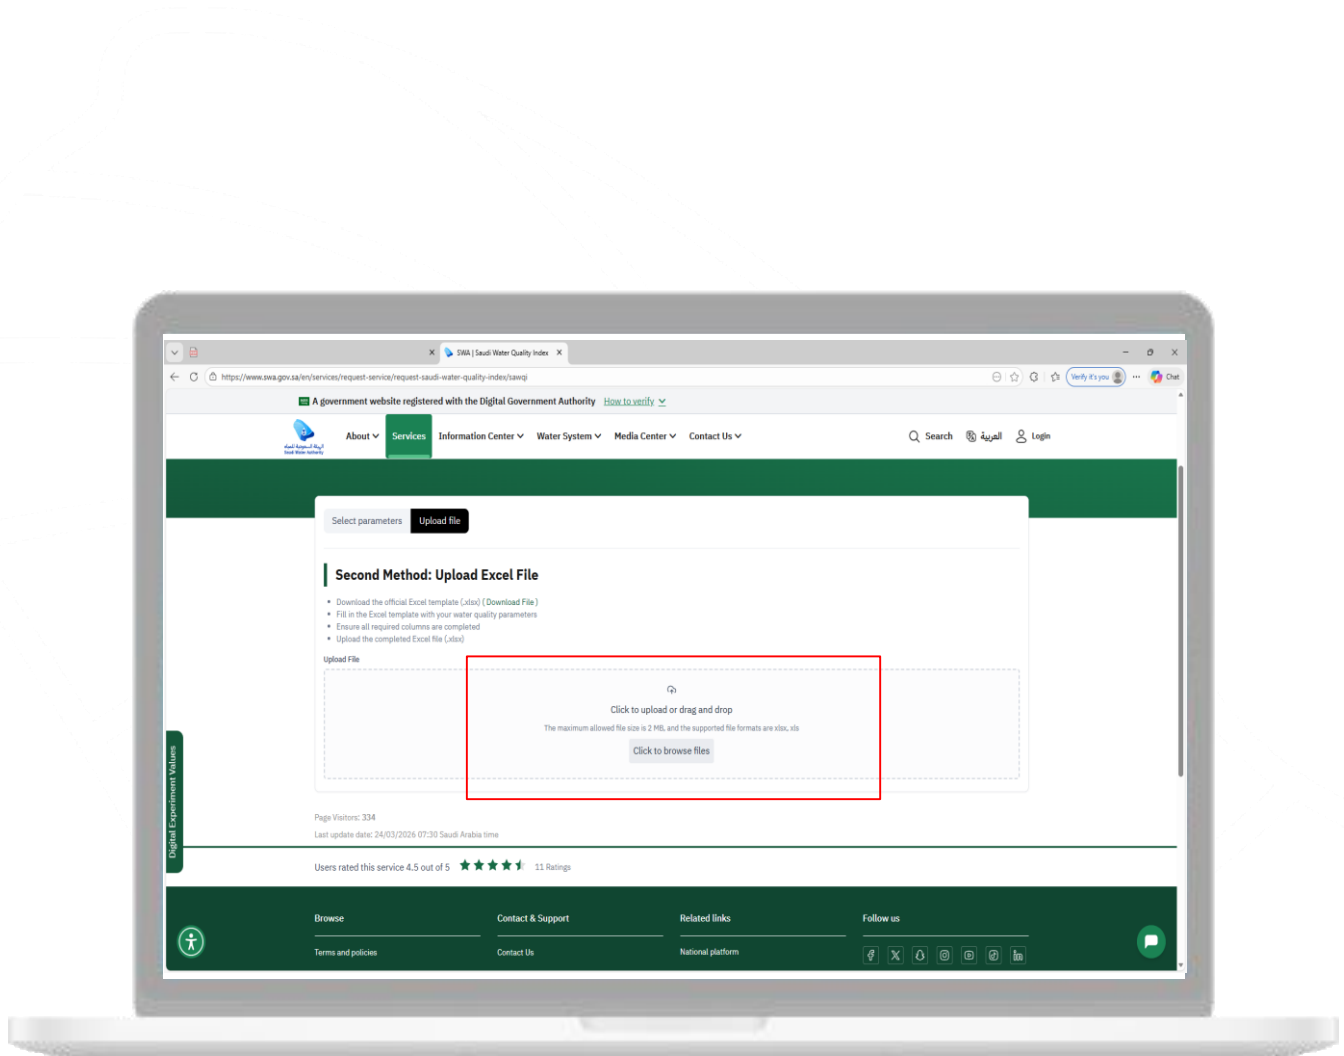 SWA | Saudi Water Quality Index
https://www.swa.gov.sa/en/services/request-service/request-saudi-water-quality-index/sawqi
Verify it's you
Chat
A government website registered with the Digital Government Authority How to verify
الهيئة السعودية للمياه
Saudi Water Authority
About Services Information Center Water System Media Center Contact Us Search العربية Login
Select parameters Upload file
Second Method: Upload Excel File
Download the official Excel template (.xlsx) ( Download File )
Fill in the Excel template with your water quality parameters
Ensure all required columns are completed
Upload the completed Excel file (.xlsx)
Upload File
Click to upload or drag and drop
The maximum allowed file size is 2 MB, and the supported file formats are xlsx, xls
Click to browse files
Digital Experiment Values
Page Visitors: 334
Last update date: 24/03/2026 07:30 Saudi Arabia time
Users rated this service 4.5 out of 5 11 Ratings
Browse Contact & Support Related links Follow us
Terms and policies Contact Us National platform